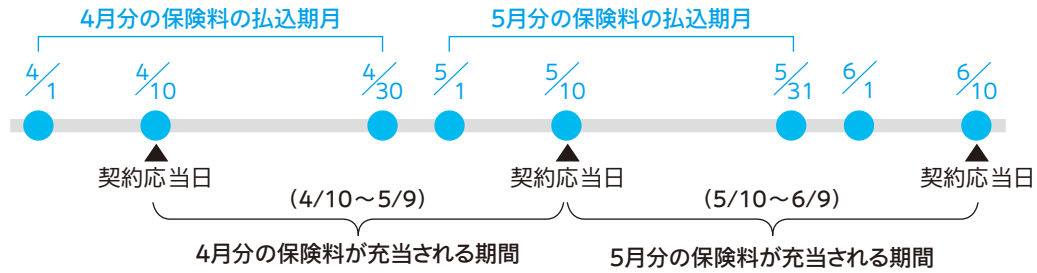 4月分の保険料の払込期月 5月分の保険料の払込期月
4/1 4/10 4/30 5/1 5/10 5/31 6/1 6/10
契約応当日 契約応当日 契約応当日
（4/10～5/9） （5/10～6/9）
4月分の保険料が充当される期間 5月分の保険料が充当される期間